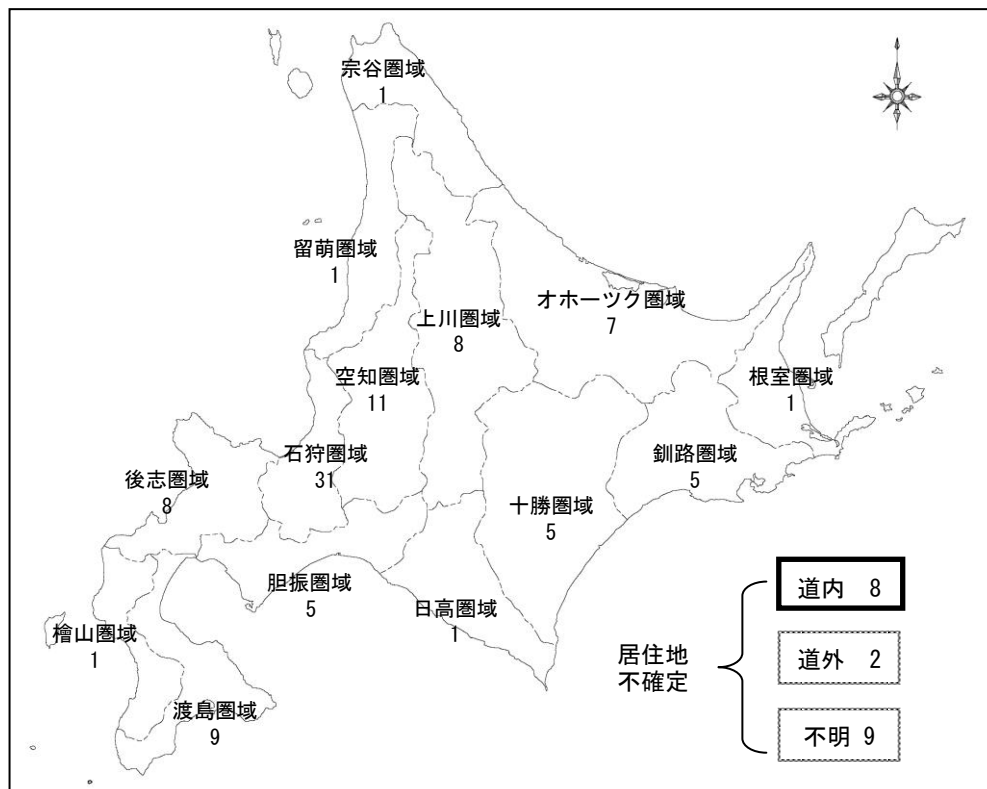 宗谷圏域
1
留萌圏域
1
オホーツク圏域
7
上川圏域
8
空知圏域
11
根室圏域
1
石狩圏域
31
釧路圏域
5
後志圏域
8
十勝圏域
5
胆振圏域
5
日高圏域
1
檜山圏域
1
渡島圏域
9
居住地
不確定
道内 8
道外 2
不明 9